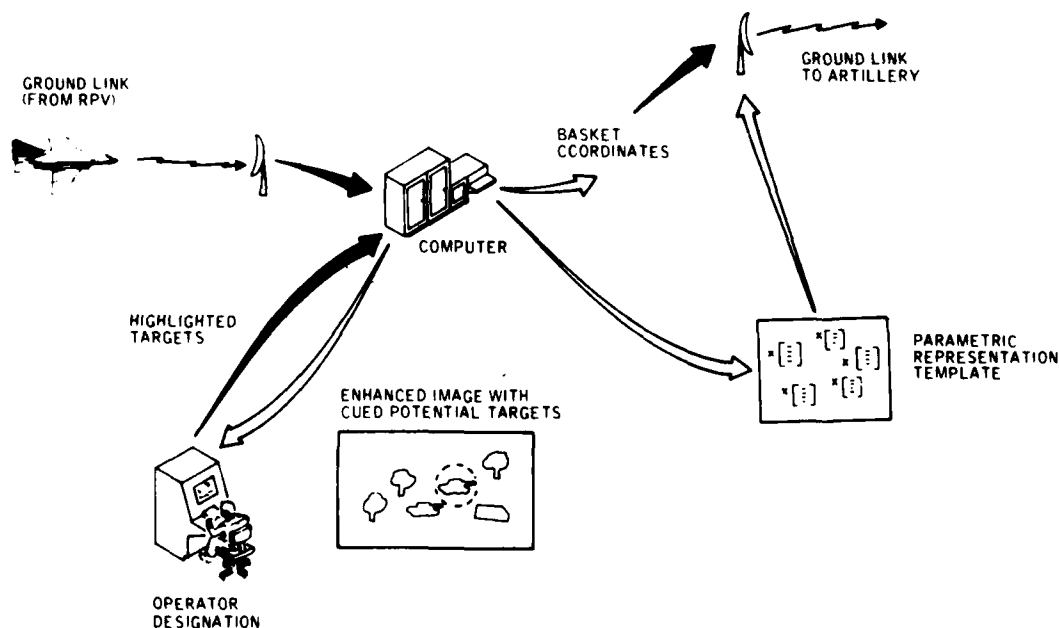 GROUND LINK
(FROM RPV)
GROUND LINK
TO ARTILLERY
BASKET
CCORDINATES
COMPUTER
HIGHLIGHTED
TARGETS
PARAMETRIC
REPRESENTATION
TEMPLATE
ENHANCED IMAGE WITH
CUED POTENTIAL TARGETS
OPERATOR
DESIGNATION